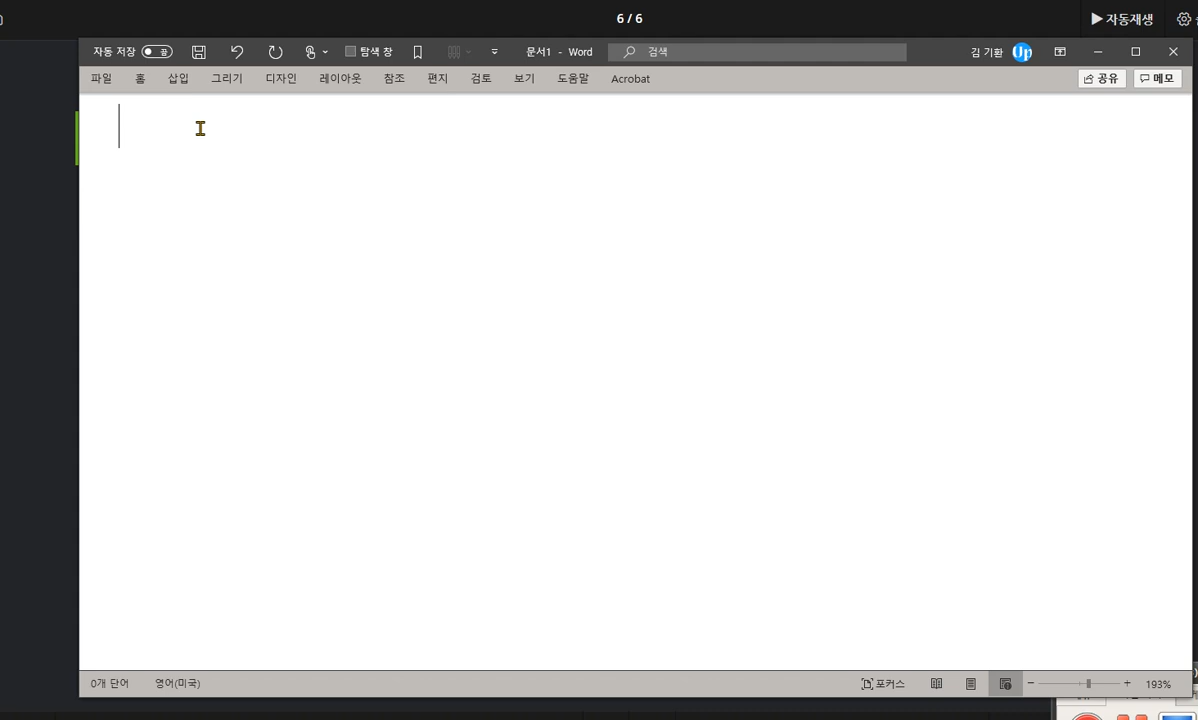 6 / 6
자동재생
자동 저장 끔 탐색 창 문서1 - Word 검색 김 기환 Up
파일 홈 삽입 그리기 디자인 레이아웃 참조 편지 검토 보기 도움말 Acrobat 공유 메모
0개 단어 영어(미국) 포커스 193%